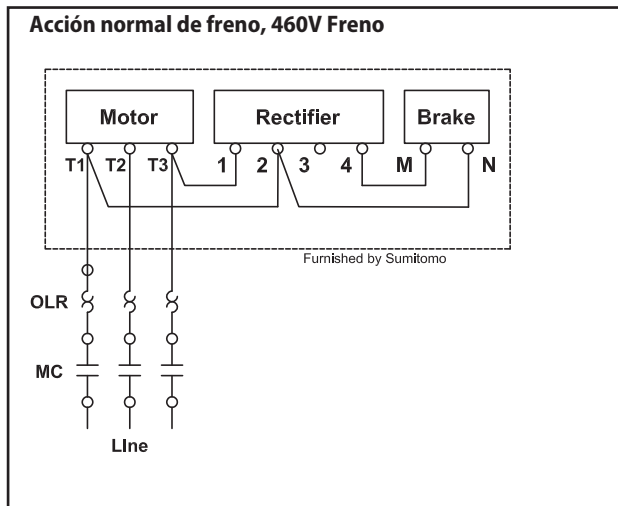 Acción normal de freno, 460V Freno
Motor Rectifier Brake
T1 T2 T3 1 2 3 4 M N
Furnished by Sumitomo
OLR
MC
LIne